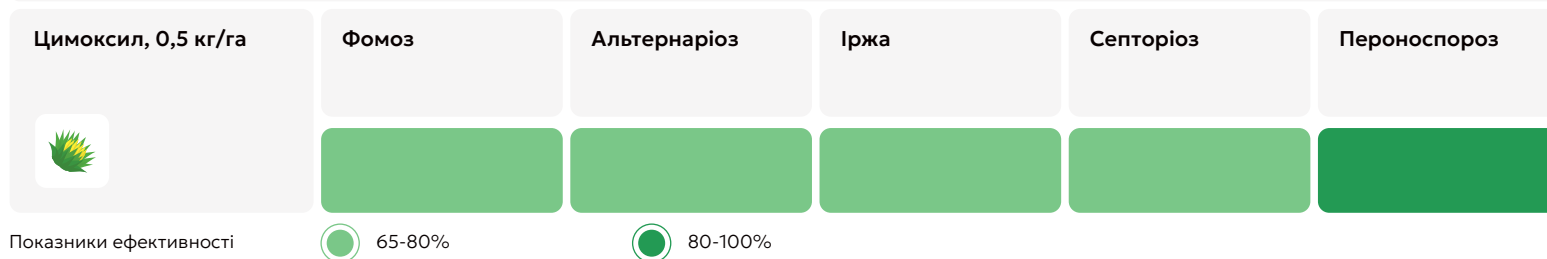 Цимоксил, 0,5 кг/га
Фомоз
Альтернаріоз
Іржа
Септоріоз
Пероноспороз
Показники ефективності
65-80%
80-100%